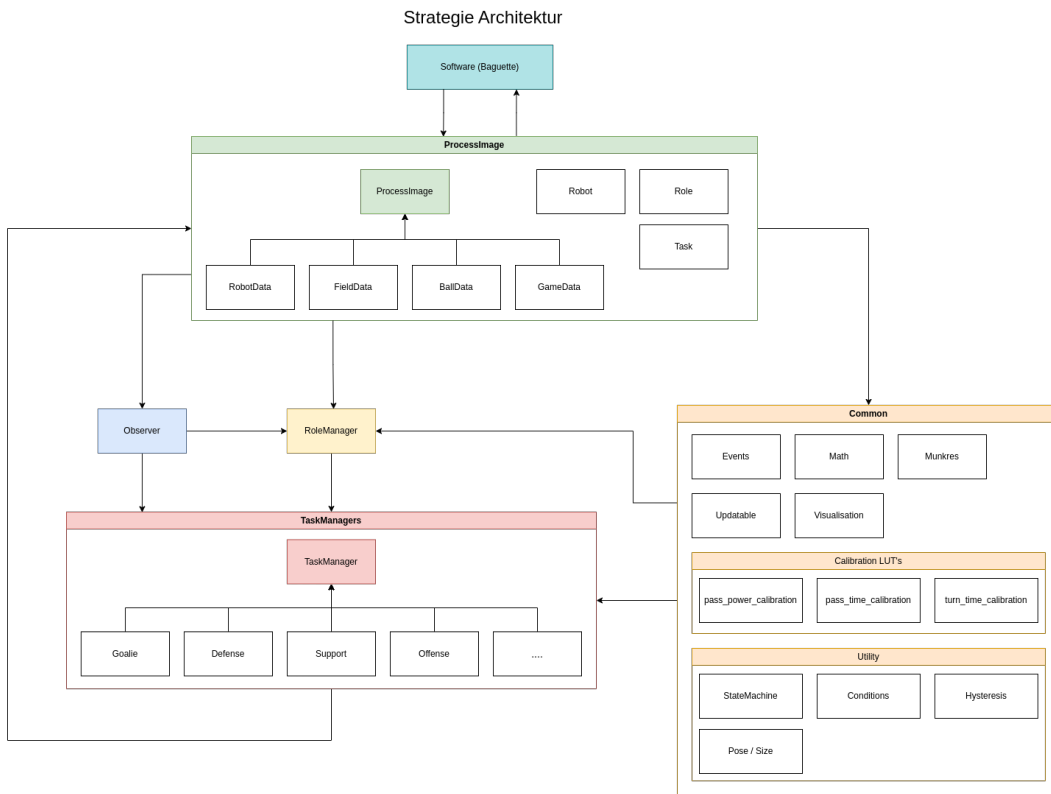 Strategie Architektur
Software (Baguette)
ProcessImage
ProcessImage
Robot
Role
Task
RobotData
FieldData
BallData
GameData
Observer
RoleManager
Common
Events
Math
Munkres
Updatable
Visualisation
TaskManagers
TaskManager
Goalie
Defense
Support
Offense
....
Calibration LUT's
pass_power_calibration
pass_time_calibration
turn_time_calibration
Utility
StateMachine
Conditions
Hysteresis
Pose / Size